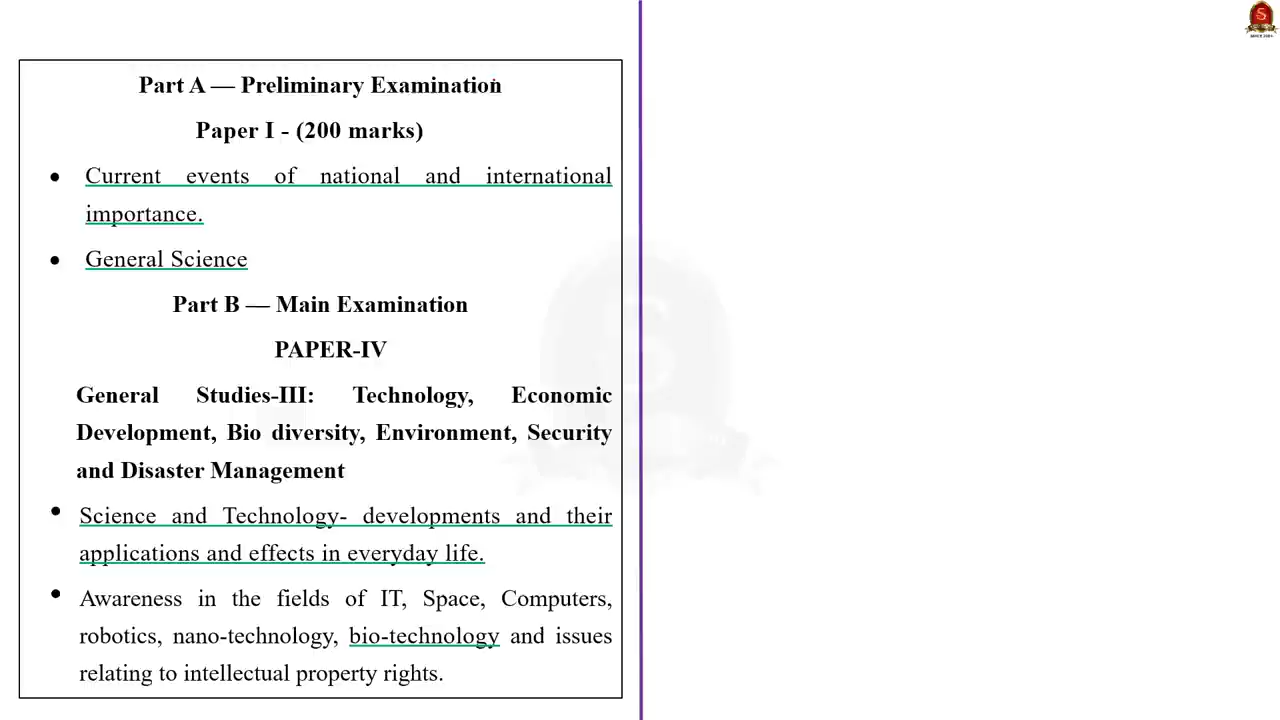 Part A — Preliminary Examination
Paper I - (200 marks)
• Current events of national and international
importance.
• General Science
Part B — Main Examination
PAPER-IV
General Studies-III: Technology, Economic
Development, Bio diversity, Environment, Security
and Disaster Management
• Science and Technology- developments and their
applications and effects in everyday life.
• Awareness in the fields of IT, Space, Computers,
robotics, nano-technology, bio-technology and issues
relating to intellectual property rights.